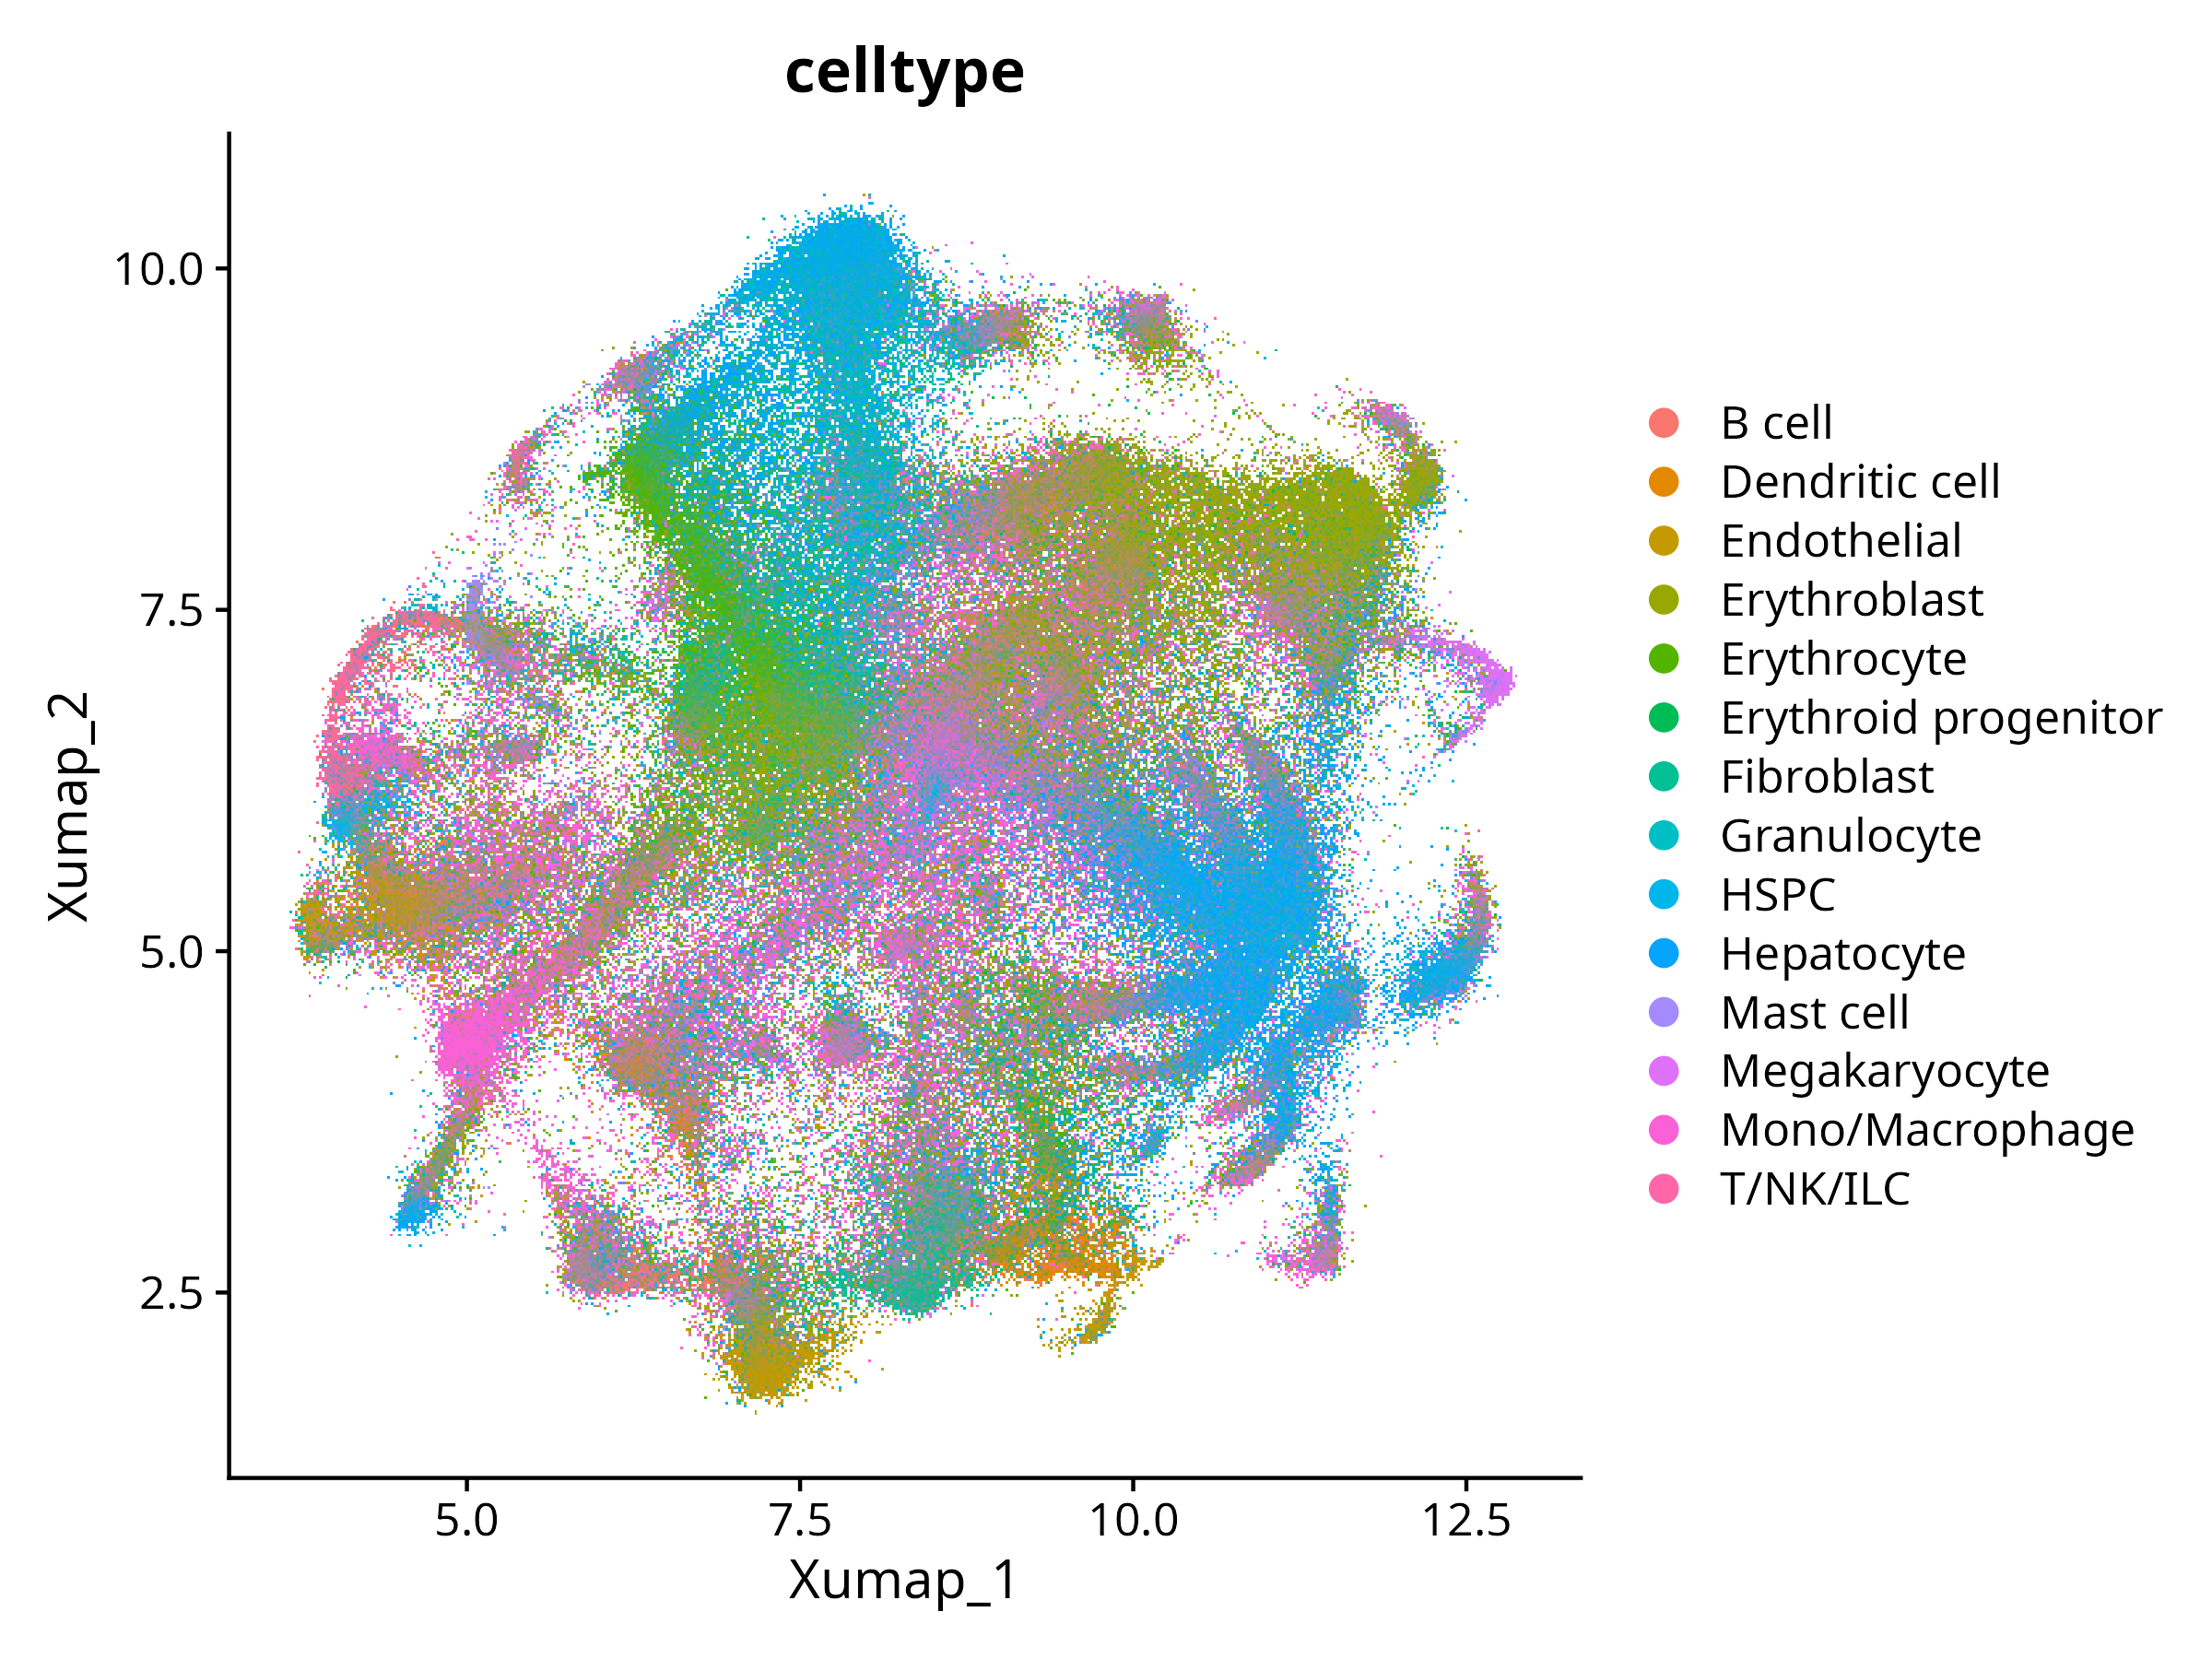 celltype
Xumap_2
10.0
7.5
5.0
2.5
5.0
7.5
10.0
12.5
Xumap_1
B cell
Dendritic cell
Endothelial
Erythroblast
Erythrocyte
Erythroid progenitor
Fibroblast
Granulocyte
HSPC
Hepatocyte
Mast cell
Megakaryocyte
Mono/Macrophage
T/NK/ILC